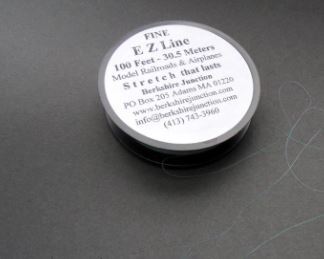 FINE
E Z Line
100 Feet - 30.5 Meters
Model Railroads & Airplanes
Stretch that lasts
Berkshire Junction
PO Box 205 Adams MA 01220
www.berkshirejunction.com
info@berkshirejunction.com
(413) 743-3960